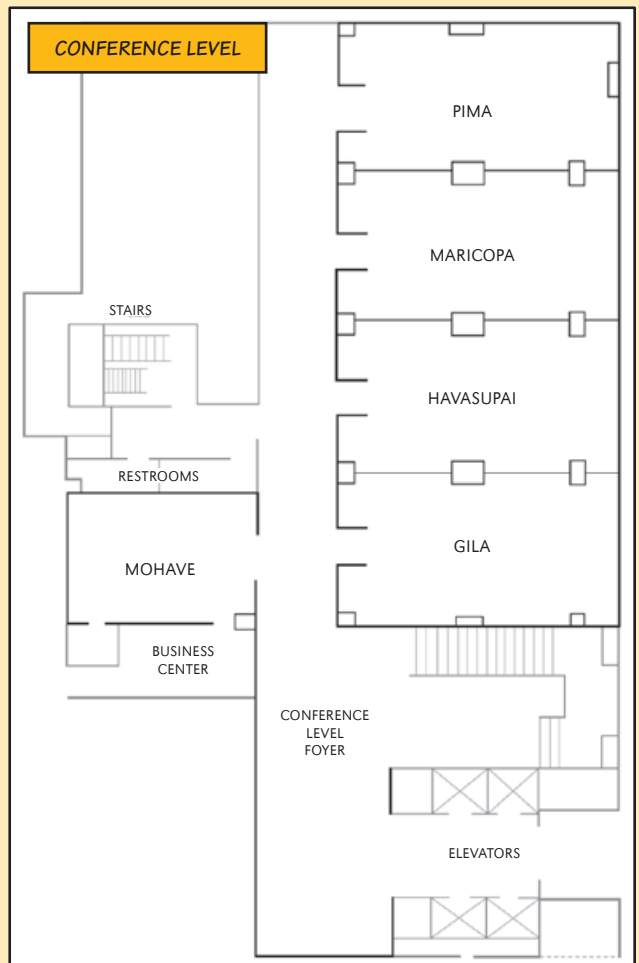 CONFERENCE LEVEL
PIMA
MARICOPA
STAIRS
HAVASUPAI
RESTROOMS
GILA
MOHAVE
BUSINESS
CENTER
CONFERENCE
LEVEL
FOYER
ELEVATORS